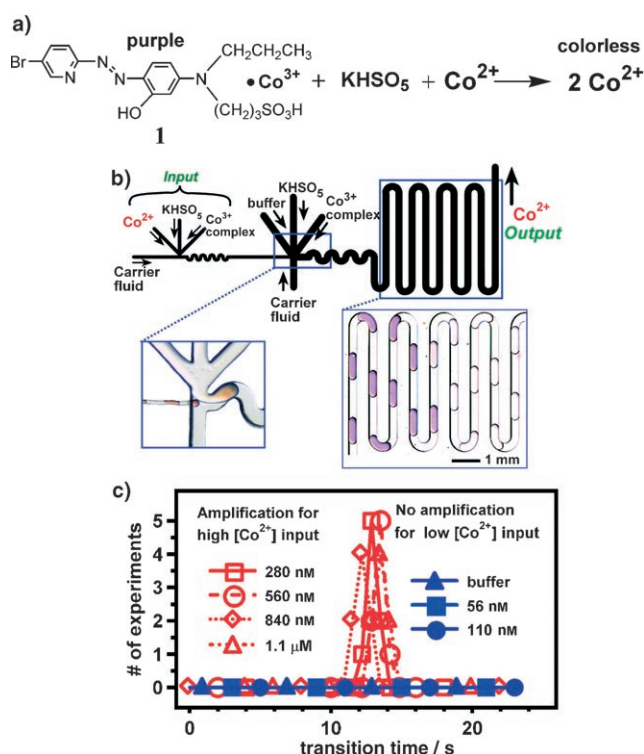 a)
purple
colorless
Br
N
N
N
HO
N
CH₂CH₂CH₃
(CH₂)₃SO₃H
•Co³⁺ + KHSO₅ + Co²⁺ → 2 Co²⁺
1
b)
Input
Co²⁺
KHSO₅
Co³⁺
complex
Carrier
fluid
buffer
KHSO₅
Co³⁺
complex
Carrier
fluid
Co²⁺
Output
1 mm
c)
Amplification for
high [Co²⁺] input
280 nM
560 nM
840 nM
1.1 μM
No amplification
for low [Co²⁺] input
buffer
56 nM
110 nM
# of experiments
5
4
3
2
1
0
0 10 20
transition time / s